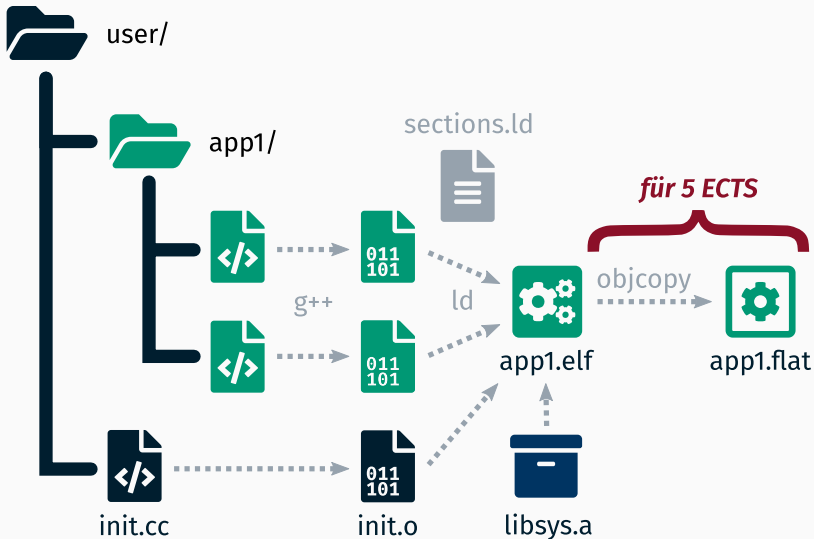 user/
app1/
sections.ld
für 5 ECTS
</>
011
101
g++
ld
objcopy
</>
011
101
app1.elf
app1.flat
</>
011
101
init.cc
init.o
libsys.a